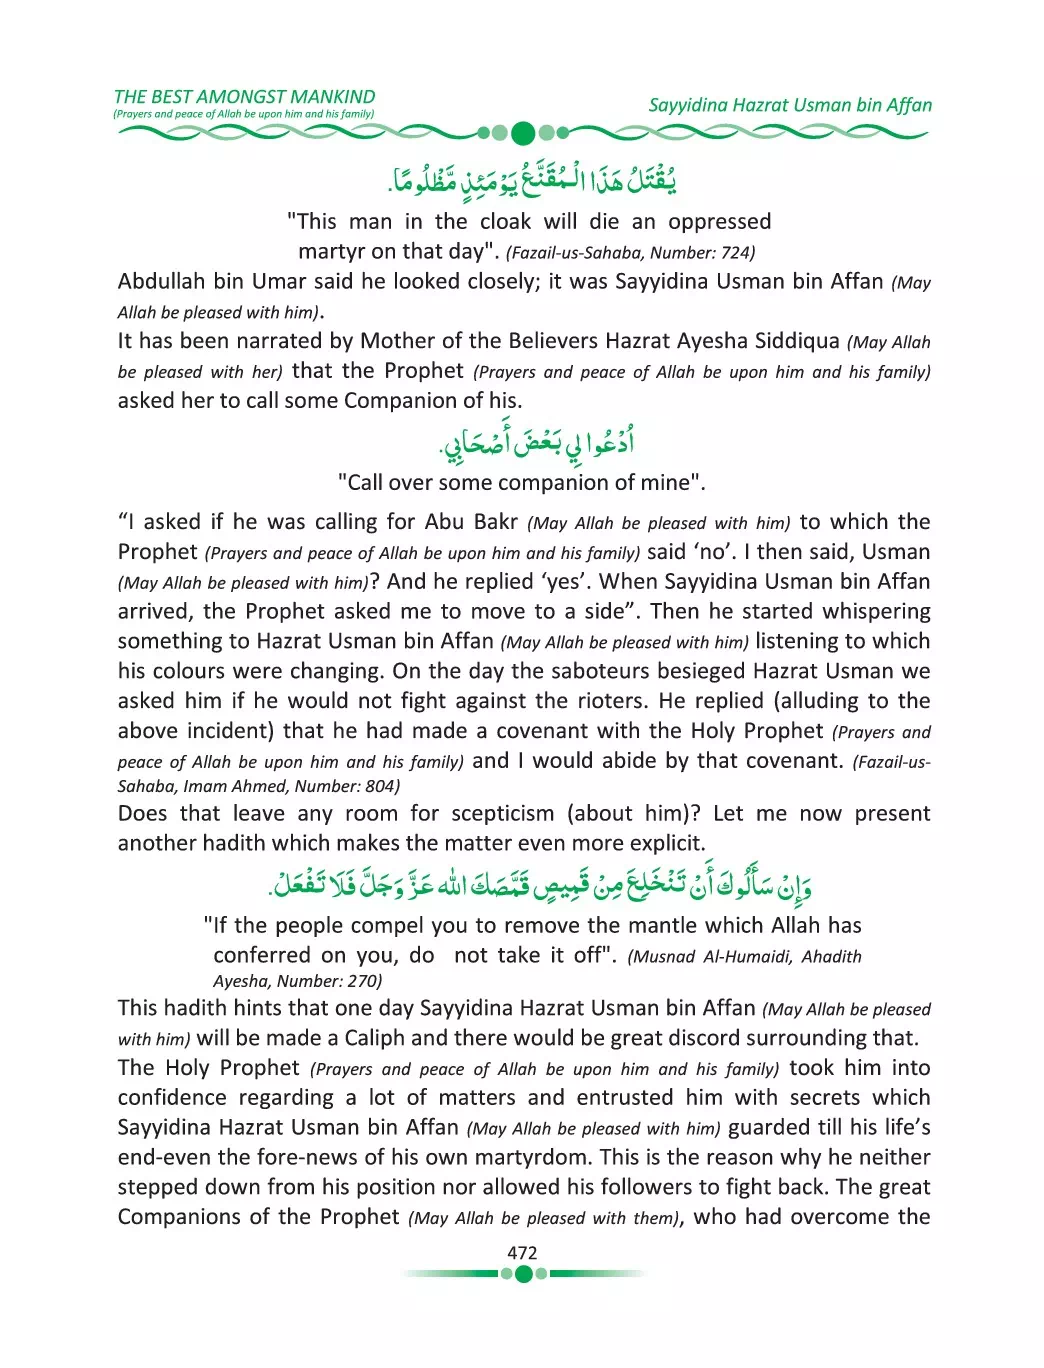 THE BEST AMONGST MANKIND
(Prayers and peace of Allah be upon him and his family)
Sayyidina Hazrat Usman bin Affan
يُقْتَلُ هَذَا الْمُقَنَّعُ يَوْمَئِذٍ مَّظْلُومًا.
"This man in the cloak will die an oppressed
martyr on that day". (Fazail-us-Sahaba, Number: 724)
Abdullah bin Umar said he looked closely; it was Sayyidina Usman bin Affan (May
Allah be pleased with him).
It has been narrated by Mother of the Believers Hazrat Ayesha Siddiqua (May Allah
be pleased with her) that the Prophet (Prayers and peace of Allah be upon him and his family)
asked her to call some Companion of his.
اُدْعُوا لِي بَعْضَ أَصْحَابِي.
"Call over some companion of mine".
“I asked if he was calling for Abu Bakr (May Allah be pleased with him) to which the
Prophet (Prayers and peace of Allah be upon him and his family) said ‘no’. I then said, Usman
(May Allah be pleased with him)? And he replied ‘yes’. When Sayyidina Usman bin Affan
arrived, the Prophet asked me to move to a side”. Then he started whispering
something to Hazrat Usman bin Affan (May Allah be pleased with him) listening to which
his colours were changing. On the day the saboteurs besieged Hazrat Usman we
asked him if he would not fight against the rioters. He replied (alluding to the
above incident) that he had made a covenant with the Holy Prophet (Prayers and
peace of Allah be upon him and his family) and I would abide by that covenant. (Fazail-us-
Sahaba, Imam Ahmed, Number: 804)
Does that leave any room for scepticism (about him)? Let me now present
another hadith which makes the matter even more explicit.
وَإِنْ سَأَلُوكَ أَنْ تَنْخَلِعَ مِنْ قَمِيصٍ قَمَّصَكَ اللہ عَزَّ وَجَلَّ فَلَا تَفْعَلْ.
"If the people compel you to remove the mantle which Allah has
conferred on you, do not take it off". (Musnad Al-Humaidi, Ahadith
Ayesha, Number: 270)
This hadith hints that one day Sayyidina Hazrat Usman bin Affan (May Allah be pleased
with him) will be made a Caliph and there would be great discord surrounding that.
The Holy Prophet (Prayers and peace of Allah be upon him and his family) took him into
confidence regarding a lot of matters and entrusted him with secrets which
Sayyidina Hazrat Usman bin Affan (May Allah be pleased with him) guarded till his life’s
end-even the fore-news of his own martyrdom. This is the reason why he neither
stepped down from his position nor allowed his followers to fight back. The great
Companions of the Prophet (May Allah be pleased with them), who had overcome the
472